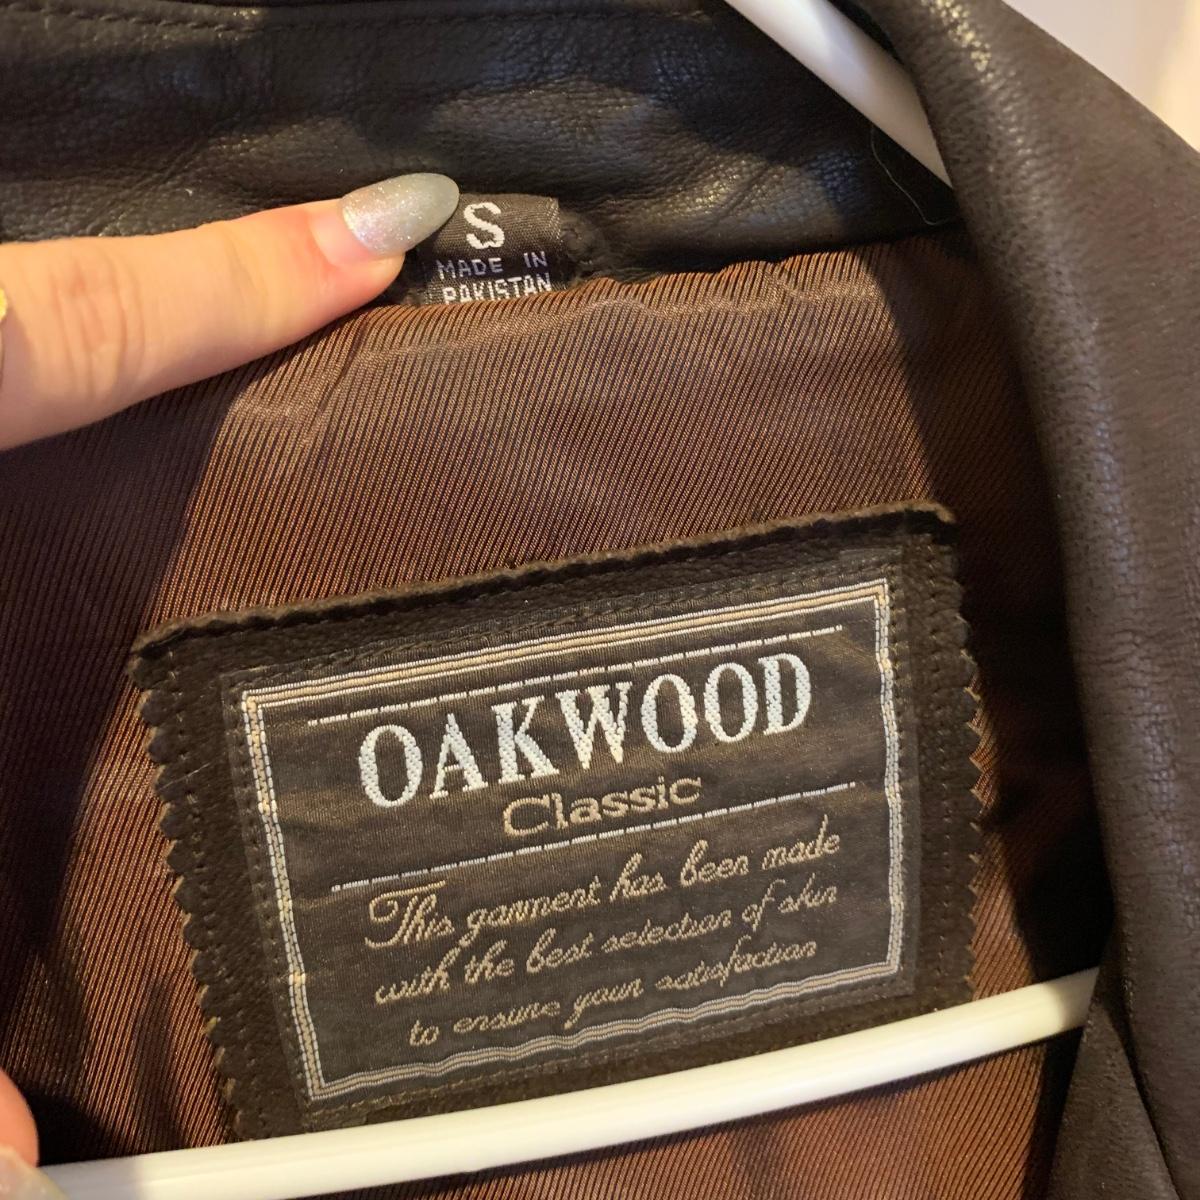 S
MADE IN
PAKISTAN
OAKWOOD
Classic
This garment has been made
with the best selection of skin
to ensure your satisfaction